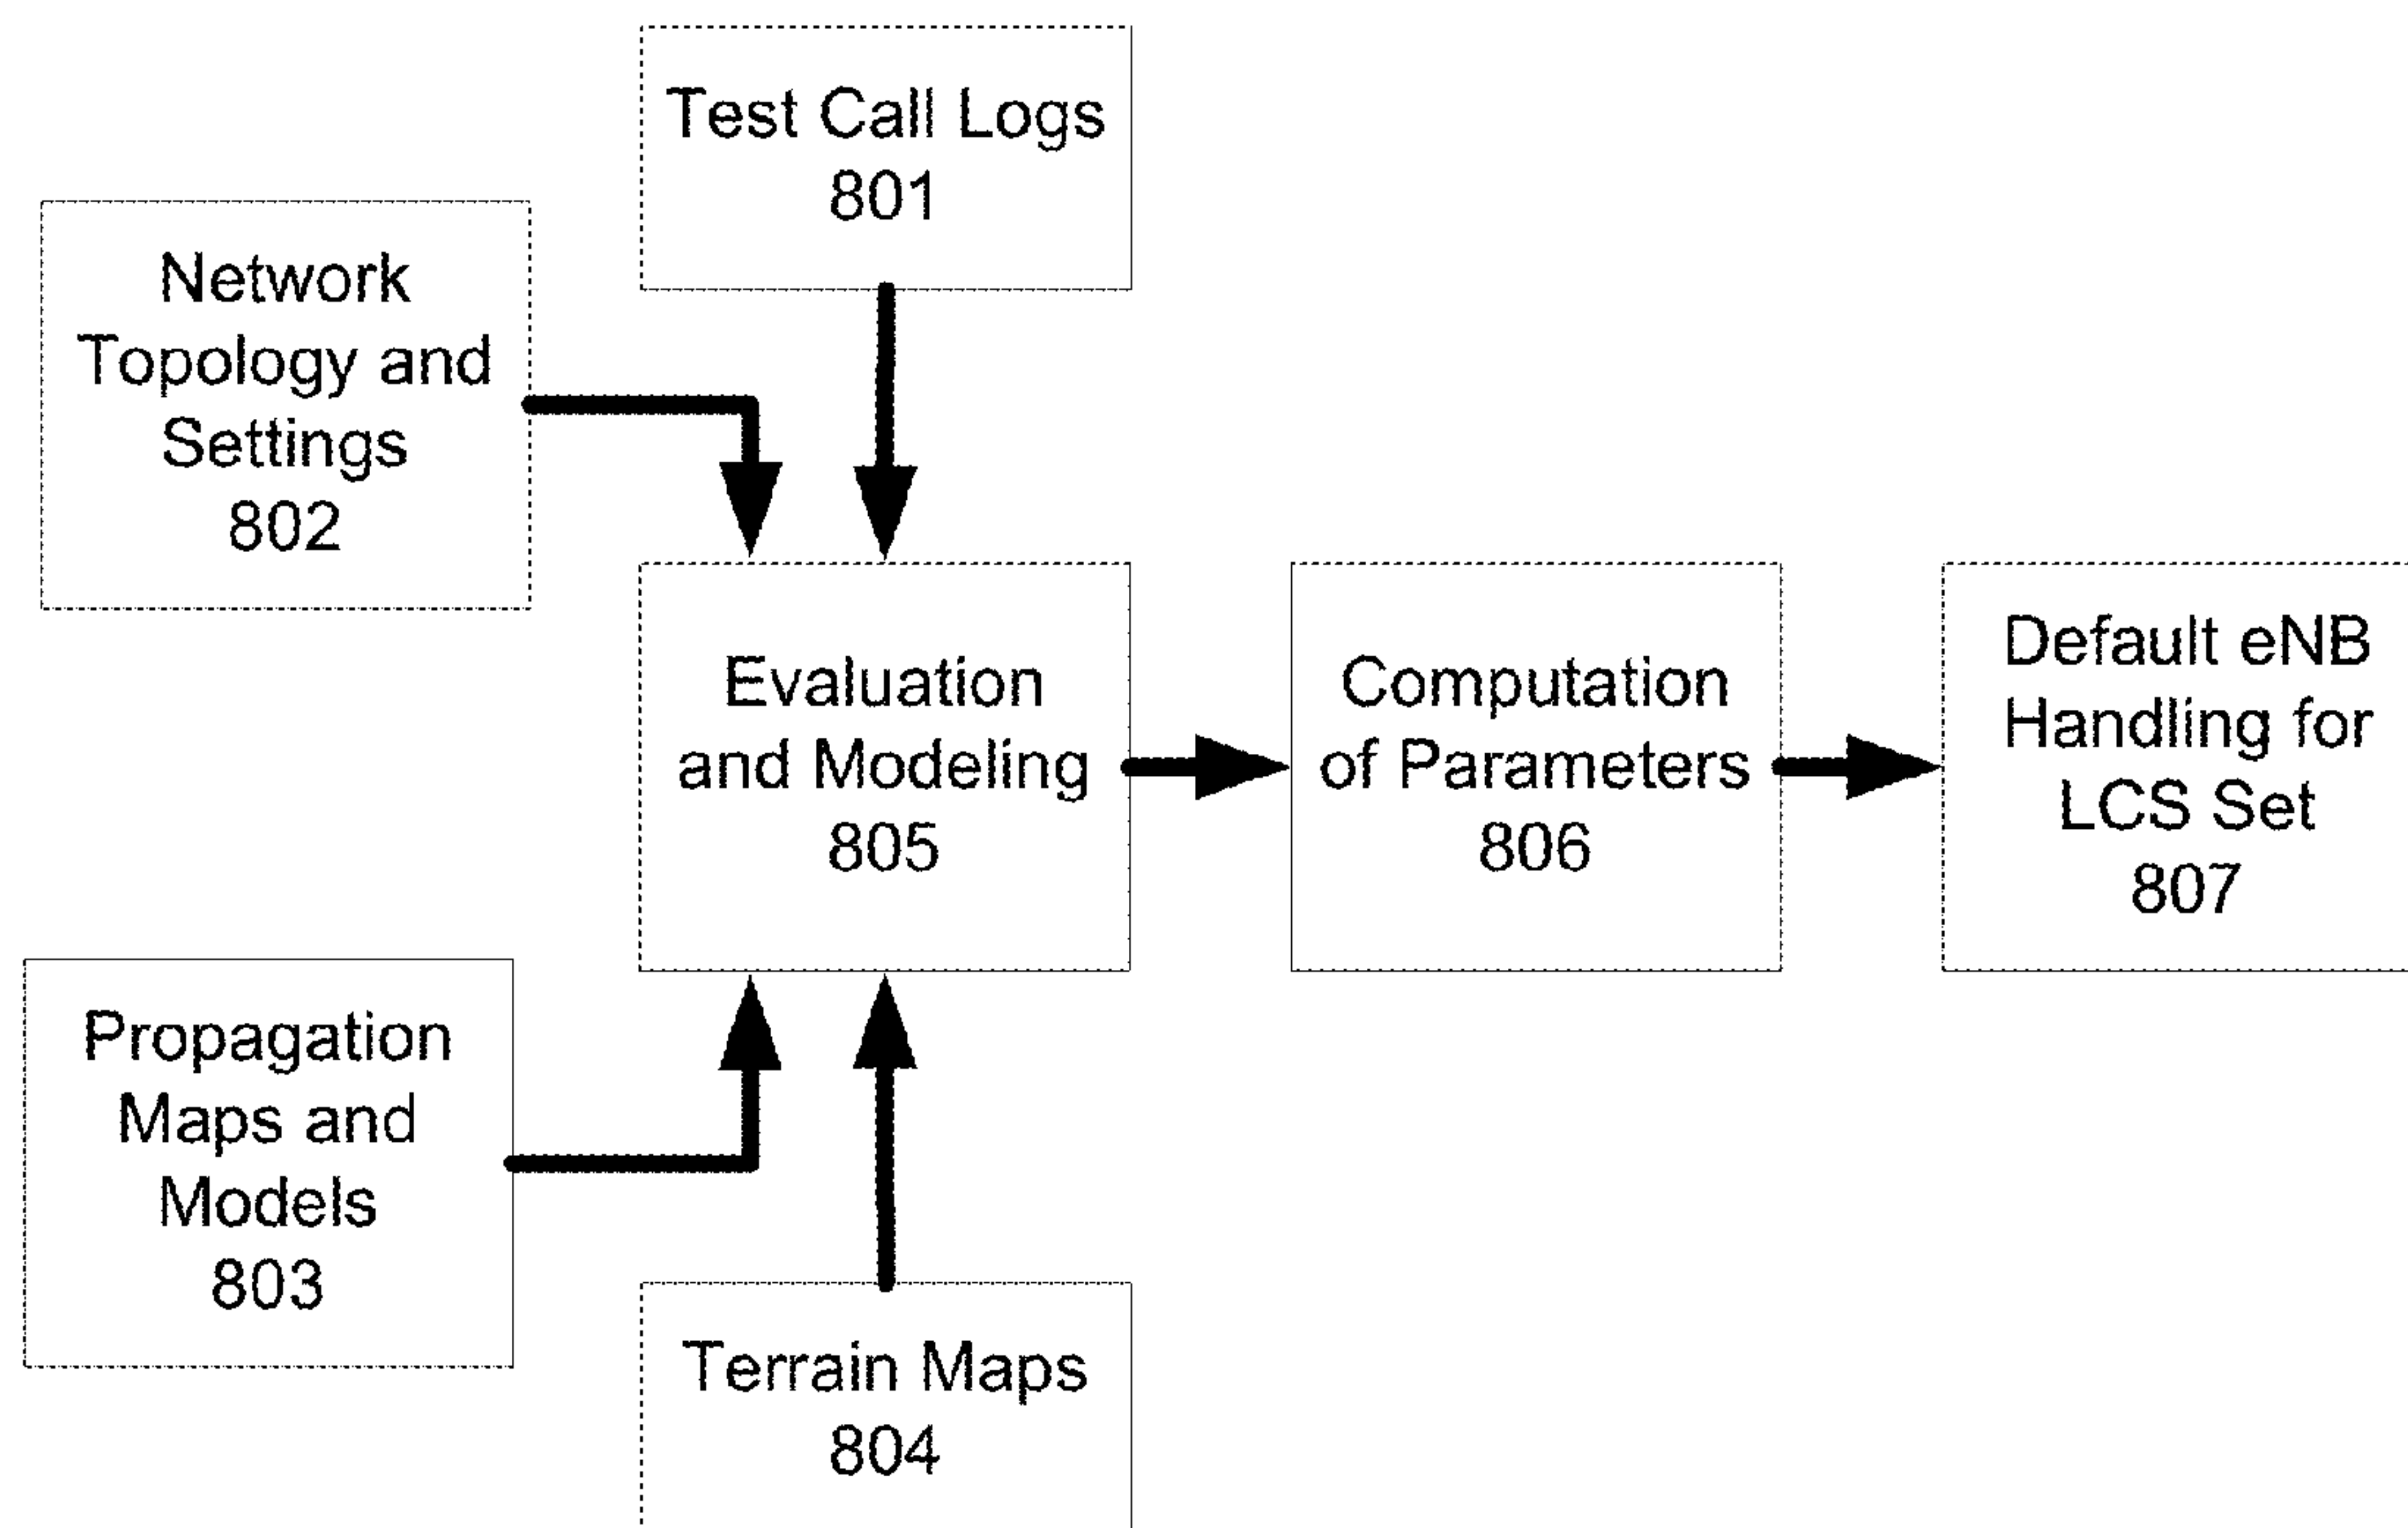 Test Call Logs
801
Network
Topology and
Settings
802
Evaluation
and Modeling
805
Computation
of Parameters
806
Default eNB
Handling for
LCS Set
807
Propagation
Maps and
Models
803
Terrain Maps
804